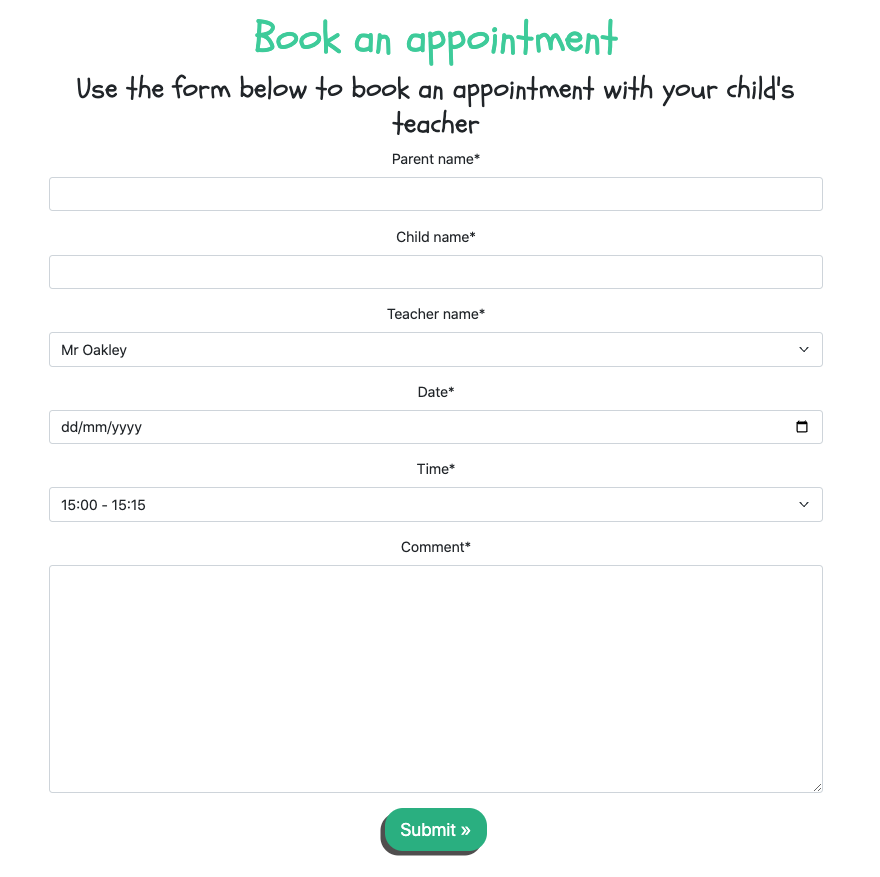 Book an appointment
Use the form below to book an appointment with your child's
teacher
Parent name*
Child name*
Teacher name*
Mr Oakley
Date*
dd/mm/yyyy
Time*
15:00 - 15:15
Comment*
Submit »